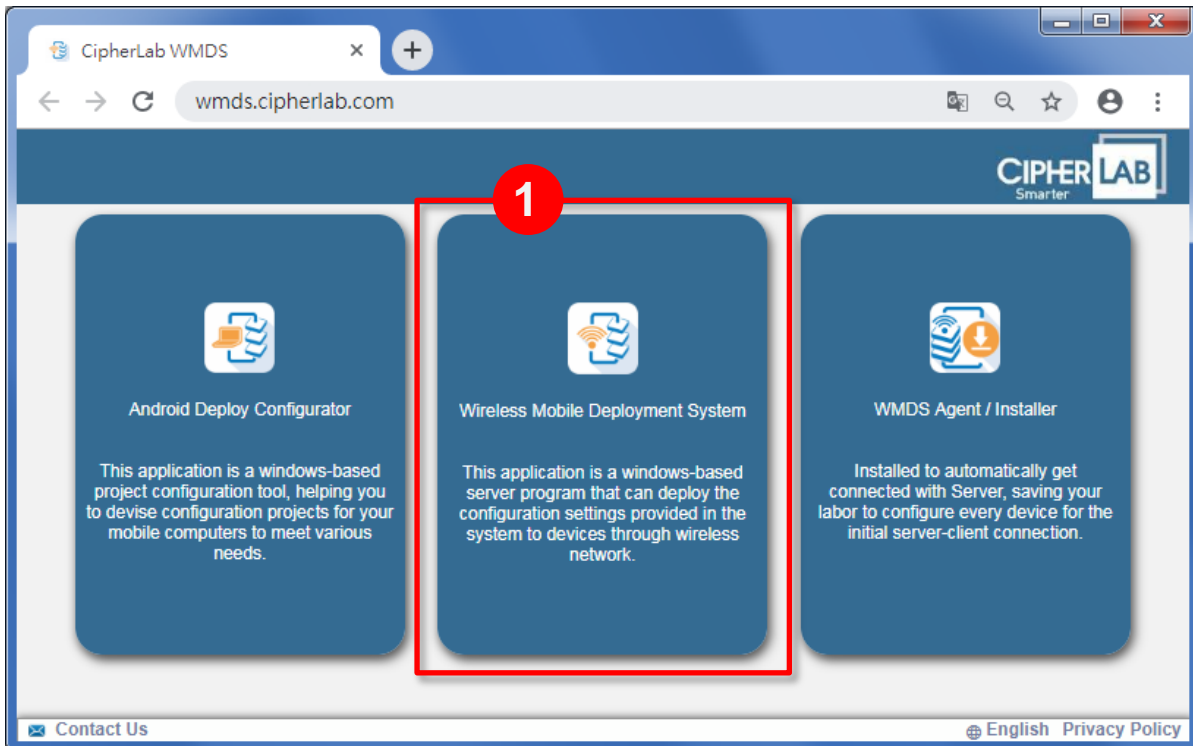 CipherLab WMDS
wmds.cipherlab.com
CIPHER LAB
Smarter
1
Android Deploy Configurator
This application is a windows-based
project configuration tool, helping you
to devise configuration projects for your
mobile computers to meet various
needs.
Wireless Mobile Deployment System
This application is a windows-based
server program that can deploy the
configuration settings provided in the
system to devices through wireless
network.
WMDS Agent / Installer
Installed to automatically get
connected with Server, saving your
labor to configure every device for the
initial server-client connection.
Contact Us
English Privacy Policy